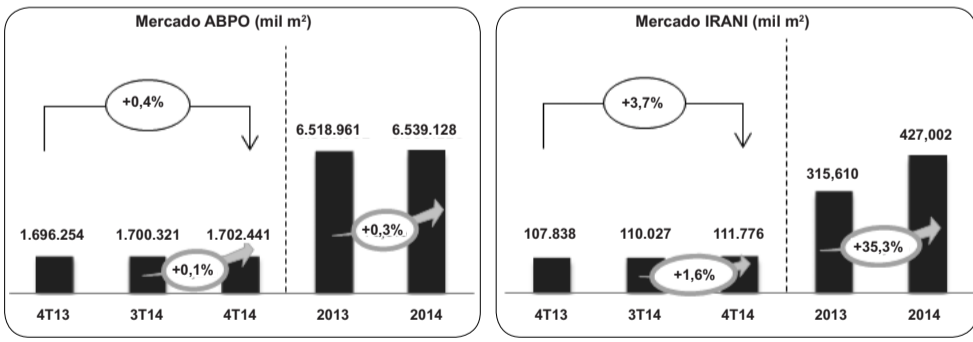 Mercado ABPO (mil m²)
+0,4%
6.518.961 6.539.128
1.696.254 1.700.321 1.702.441
+0,3%
+0,1%
4T13 3T14 4T14 2013 2014
Mercado IRANI (mil m²)
+3,7%
427,002
315,610
107.838 110.027 111.776
+35,3%
+1,6%
4T13 3T14 4T14 2013 2014